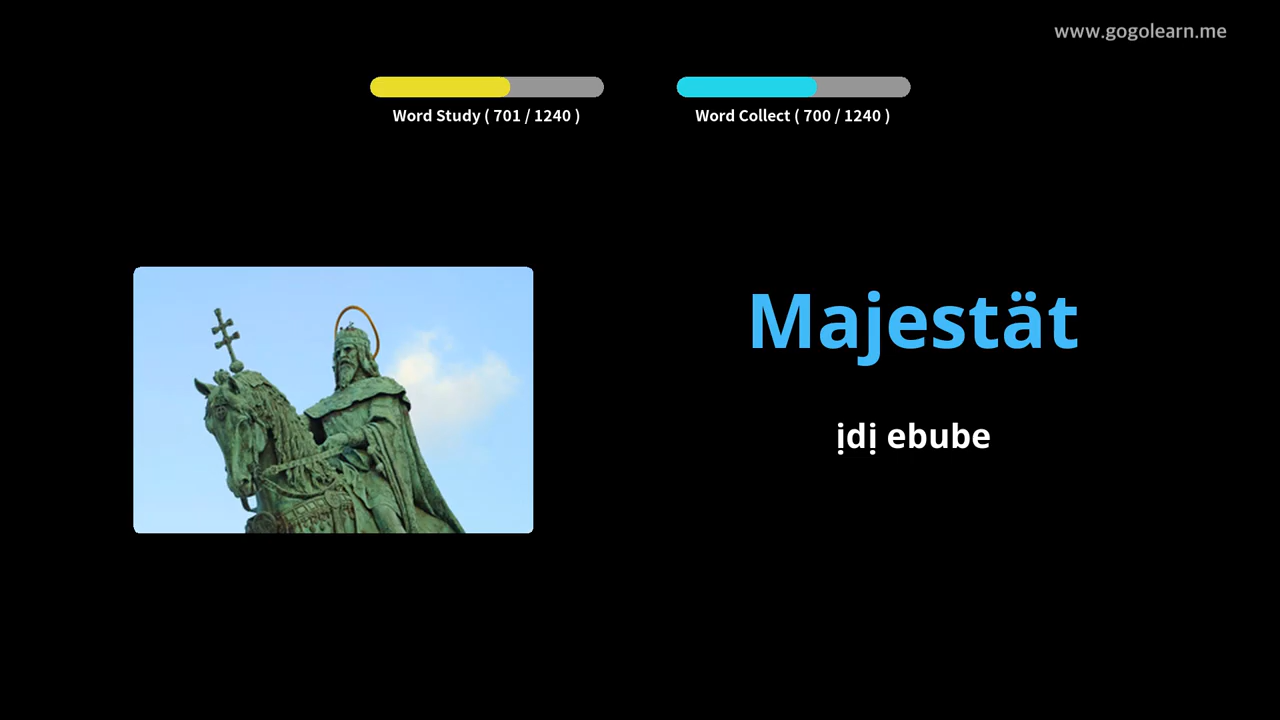 www.gogolearn.me
Word Study ( 701 / 1240 )
Word Collect ( 700 / 1240 )
Majestät
ịdị ebube